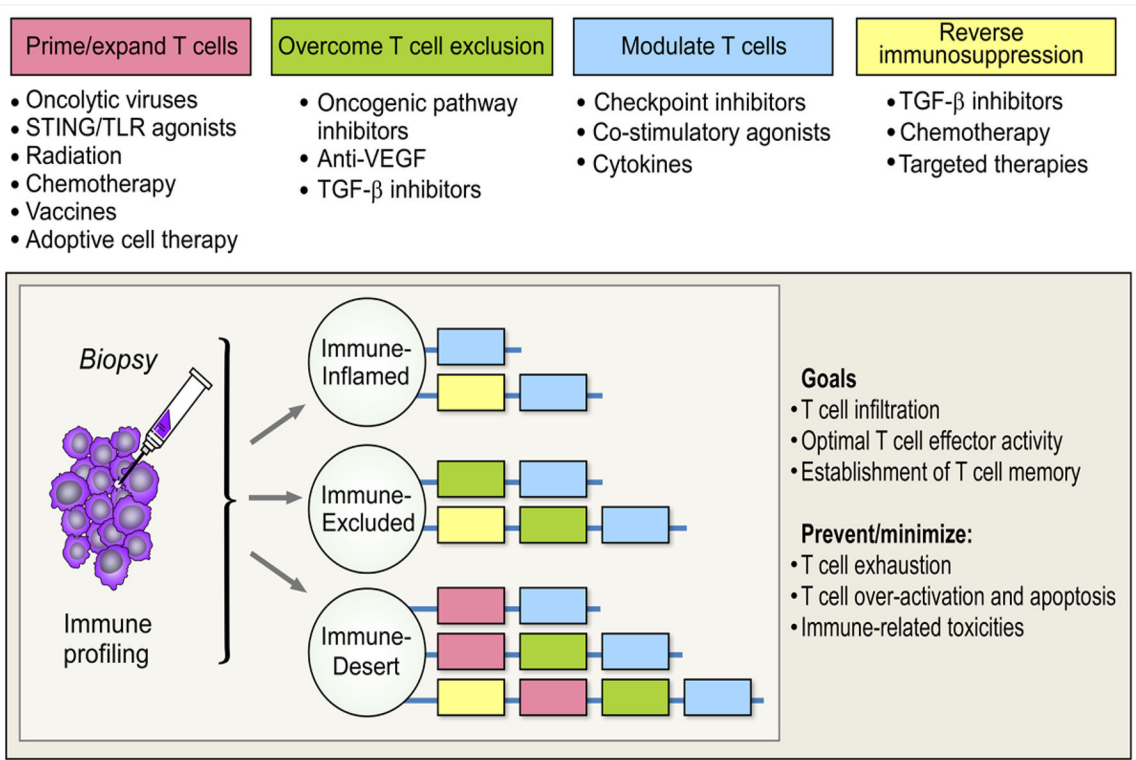 Prime/expand T cells
• Oncolytic viruses
• STING/TLR agonists
• Radiation
• Chemotherapy
• Vaccines
• Adoptive cell therapy
Overcome T cell exclusion
• Oncogenic pathway
inhibitors
• Anti-VEGF
• TGF-β inhibitors
Modulate T cells
• Checkpoint inhibitors
• Co-stimulatory agonists
• Cytokines
Reverse
immunosuppression
• TGF-β inhibitors
• Chemotherapy
• Targeted therapies
Biopsy
Immune
profiling
Immune-
Inflamed
Immune-
Excluded
Immune-
Desert
Goals
• T cell infiltration
• Optimal T cell effector activity
• Establishment of T cell memory
Prevent/minimize:
• T cell exhaustion
• T cell over-activation and apoptosis
• Immune-related toxicities